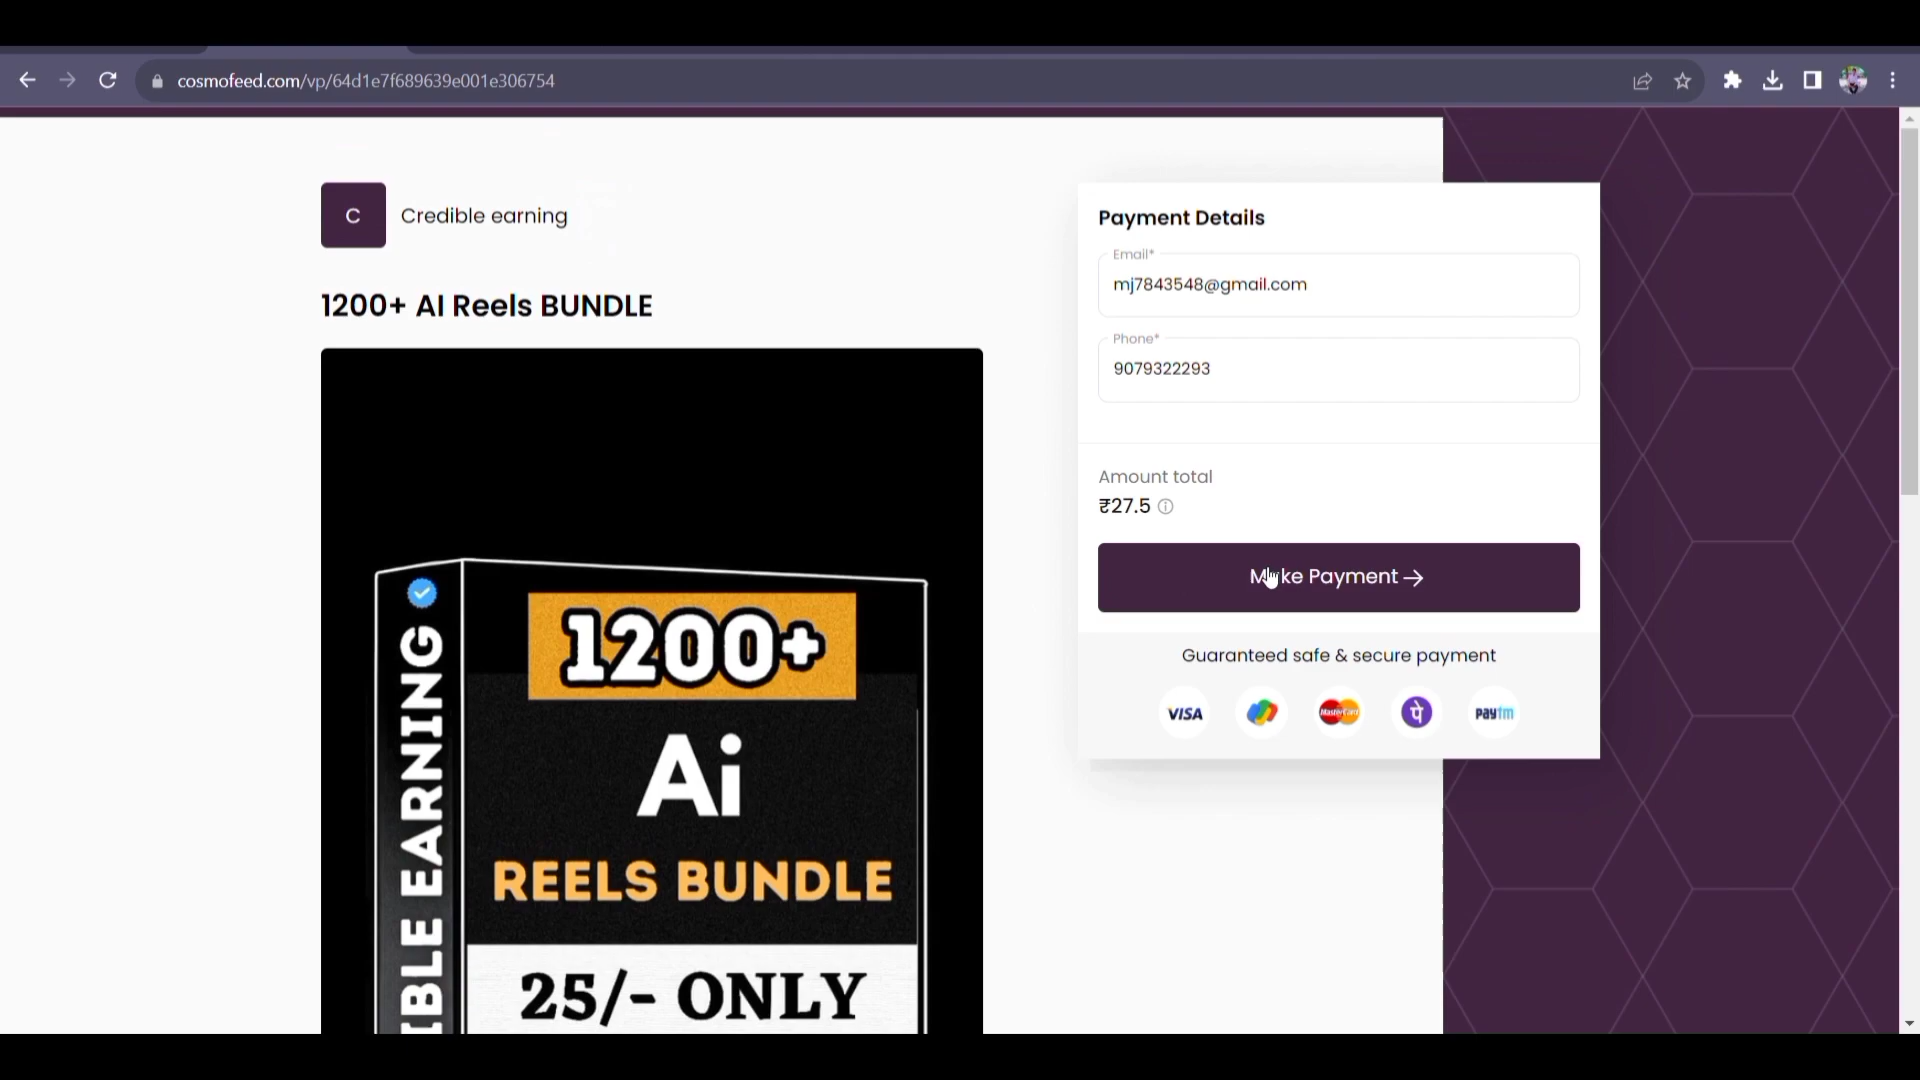 cosmofeed.com/vp/64d1e7f689639e001e306754
C
Credible earning
1200+ AI Reels BUNDLE
IBLE EARNING
1200+
Ai
REELS BUNDLE
25/- ONLY
Payment Details
Email*
mj7843548@gmail.com
Phone*
9079322293
Amount total
₹27.5
Make Payment →
Guaranteed safe & secure payment
VISA
MasterCard
पे
paytm